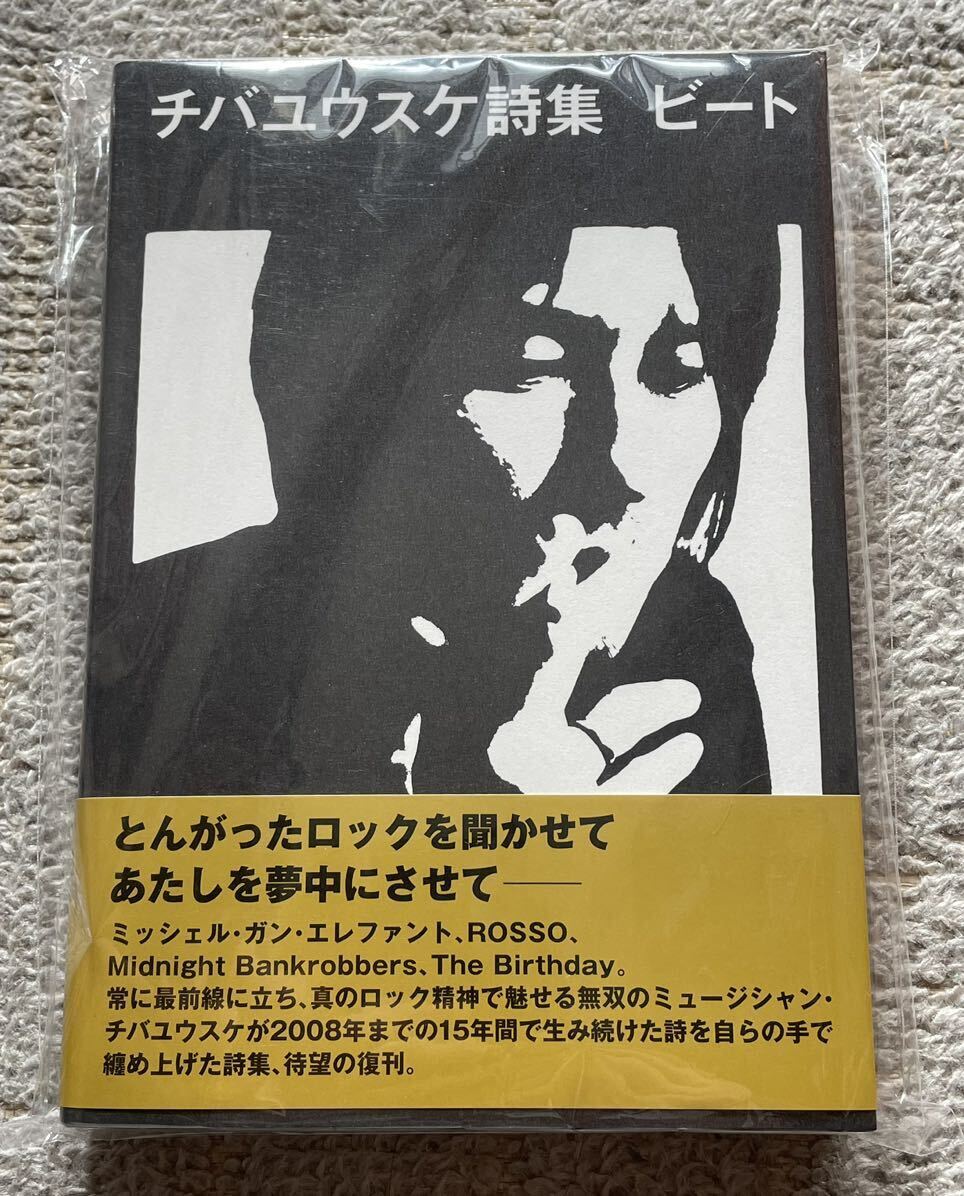 チバユウスケ詩集 ビート
とんがったロックを聞かせて
あたしを夢中にさせて――
ミッシェル・ガン・エレファント、ROSSO、
Midnight Bankrobbers、The Birthday。
常に最前線に立ち、真のロック精神で魅せる無双のミュージシャン・
チバユウスケが2008年までの15年間で生み続けた詩を自らの手で
纏め上げた詩集、待望の復刊。